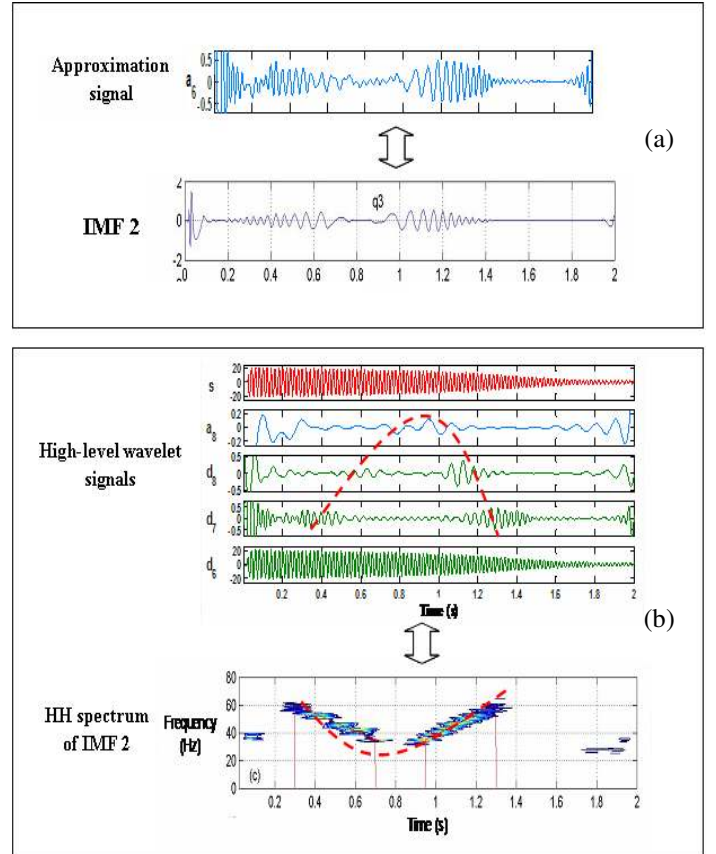 Approximation signal
a6
0.5
0
-0.5
(a)
IMF 2
q3
2
0
-2
0.0 0.2 0.4 0.6 0.8 1 1.2 1.4 1.6 1.8 2
High-level wavelet signals
s
20
0
-20
a8
0.2
0
-0.2
d8
0.5
0
-0.5
d7
0.5
0
-0.5
d6
20
0
-20
0.2 0.4 0.6 0.8 1 1.2 1.4 1.6 1.8 2
Time (s)
(b)
HH spectrum of IMF 2
Frequency (Hz)
80
60
40
20
0
(c)
0.2 0.4 0.6 0.8 1 1.2 1.4 1.6 1.8 2
Time (s)